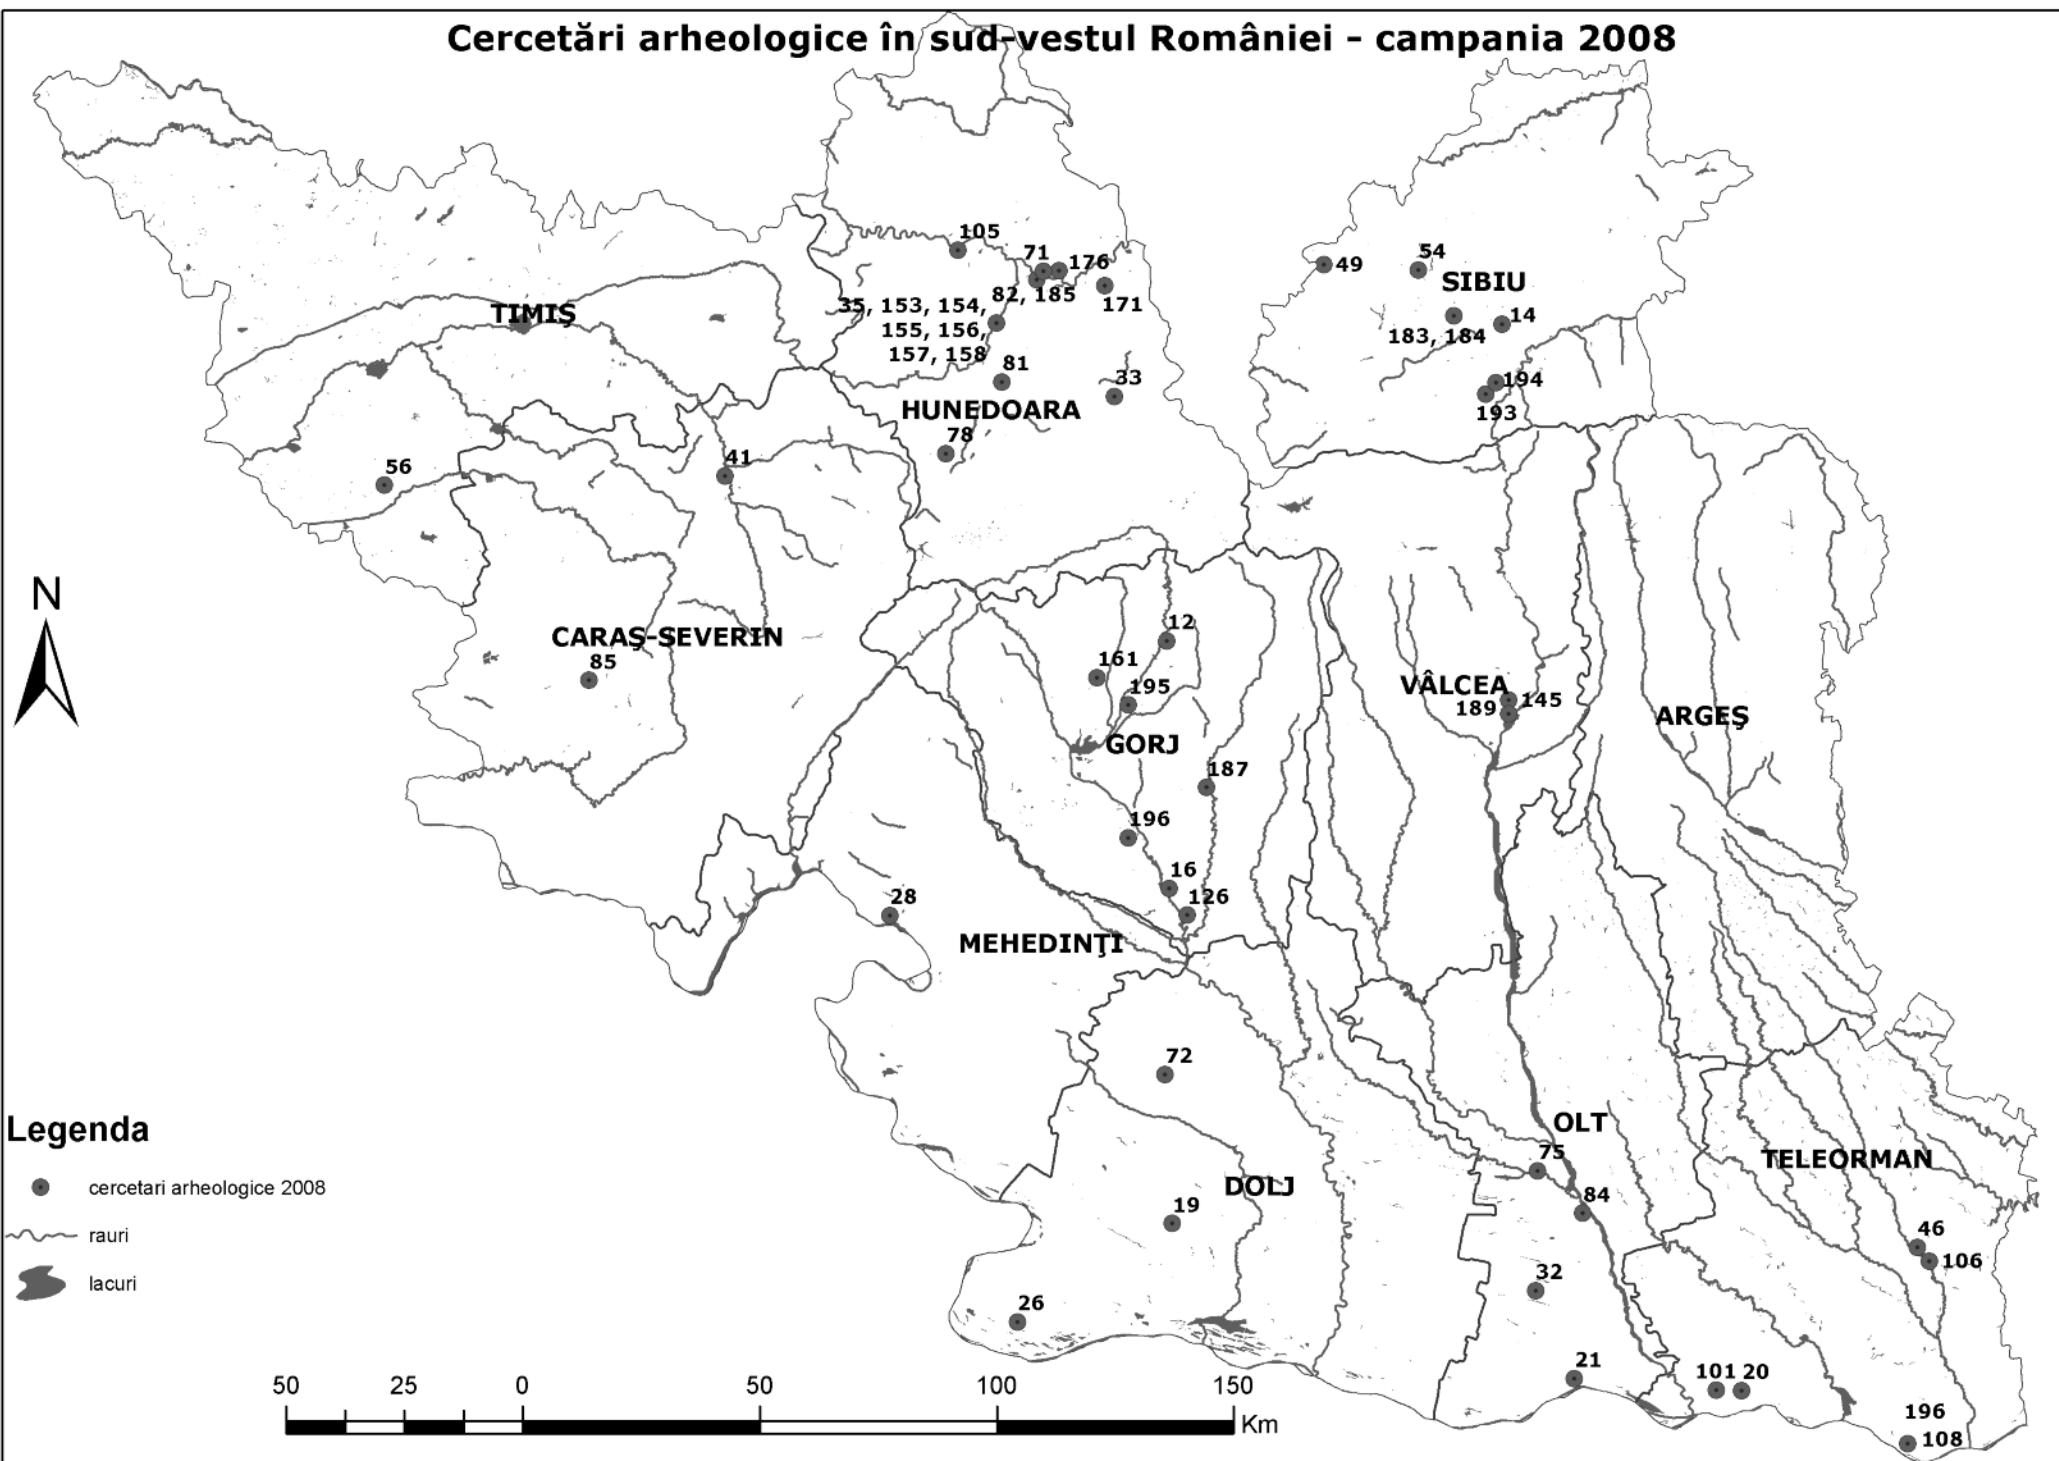 Cercetări arheologice în sud-vestul României - campania 2008
105
71
176
54
49
SIBIU
82, 185
171
35, 153, 154,
155, 156,
157, 158
TIMIŞ
14
183, 184
81
33
194
193
HUNEDOARA
78
41
56
N
12
CARAŞ-SEVERIN
85
161
195
VÂLCEA
145
189
ARGEŞ
GORJ
187
196
16
126
28
MEHEDINŢI
72
OLT
75
TELEORMAN
DOLJ
84
19
46
106
32
26
21
101
20
196
108
Legenda
cercetari arheologice 2008
rauri
lacuri
50 25 0 50 100 150
Km